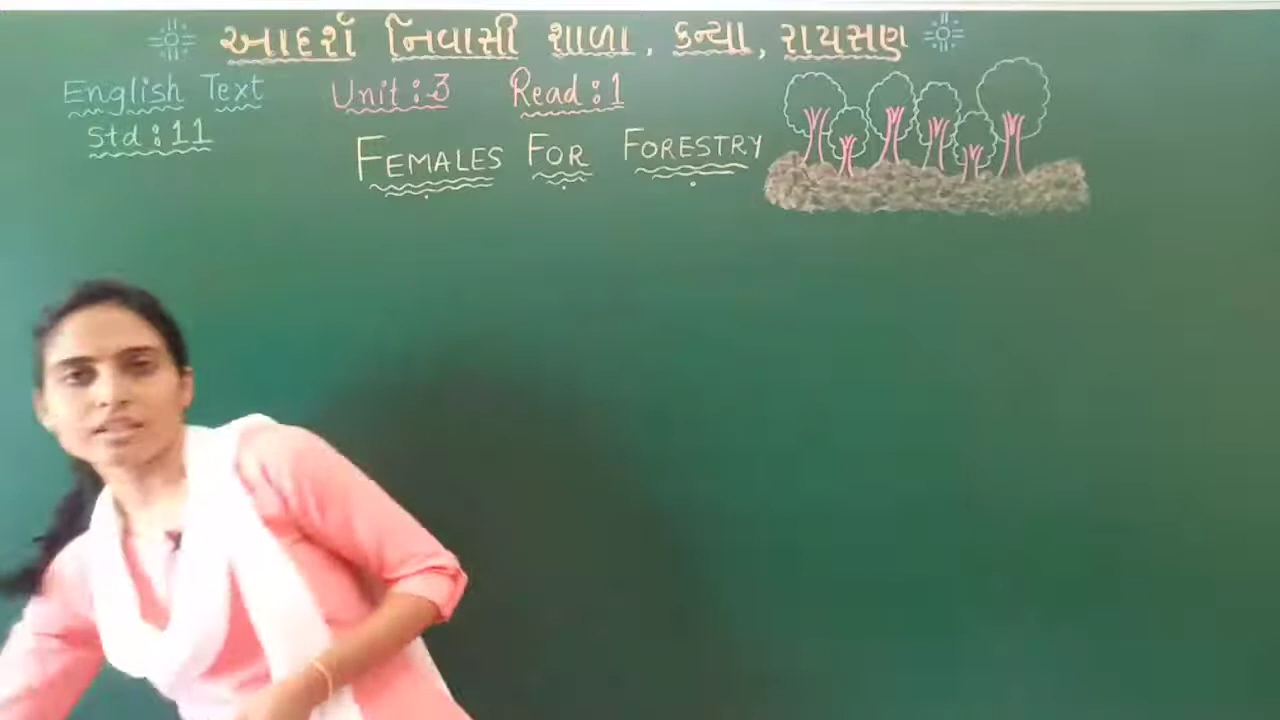 આદર્શ નિવાસી શાળા, કન્યા, રાયસણ
English Text Unit:3 Read:1
Std:11
FEMALES FOR FORESTRY